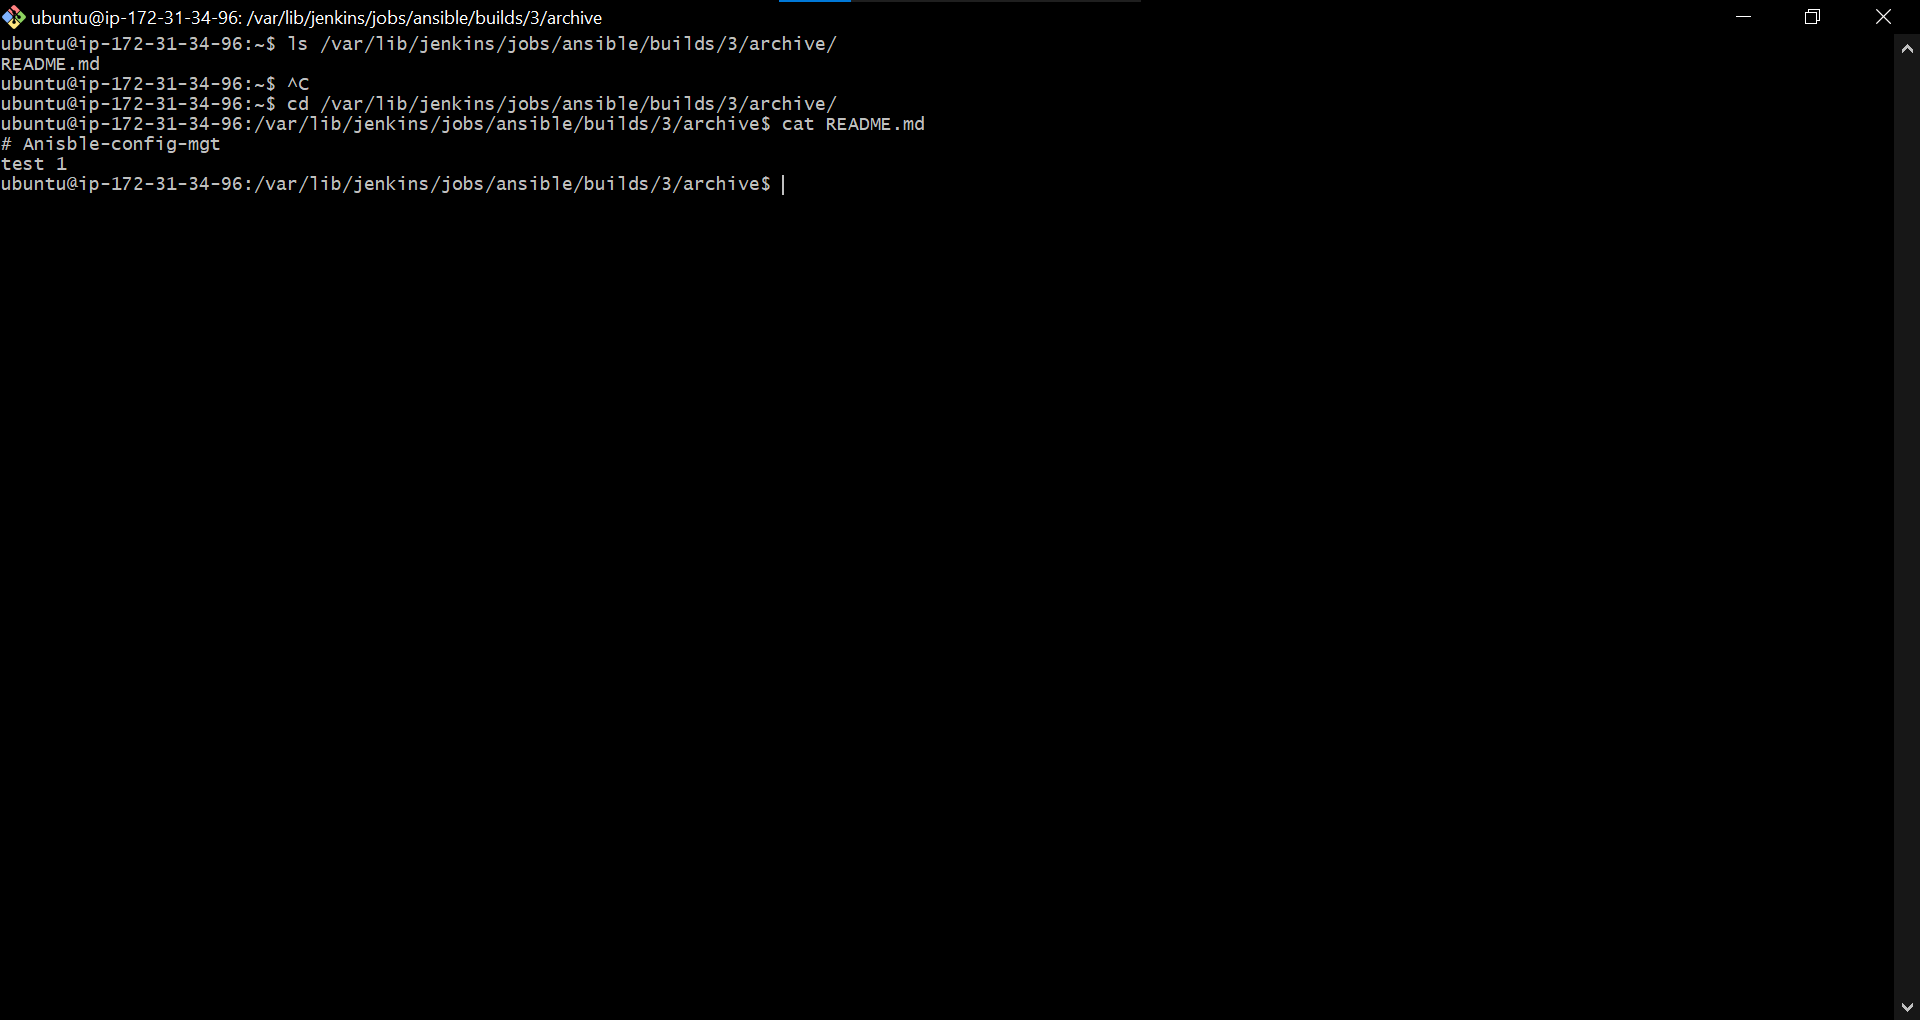 ubuntu@ip-172-31-34-96: /var/lib/jenkins/jobs/ansible/builds/3/archive
ubuntu@ip-172-31-34-96:~$ ls /var/lib/jenkins/jobs/ansible/builds/3/archive/
README.md
ubuntu@ip-172-31-34-96:~$ ^C
ubuntu@ip-172-31-34-96:~$ cd /var/lib/jenkins/jobs/ansible/builds/3/archive/
ubuntu@ip-172-31-34-96:/var/lib/jenkins/jobs/ansible/builds/3/archive$ cat README.md
# Anisble-config-mgt
test 1
ubuntu@ip-172-31-34-96:/var/lib/jenkins/jobs/ansible/builds/3/archive$